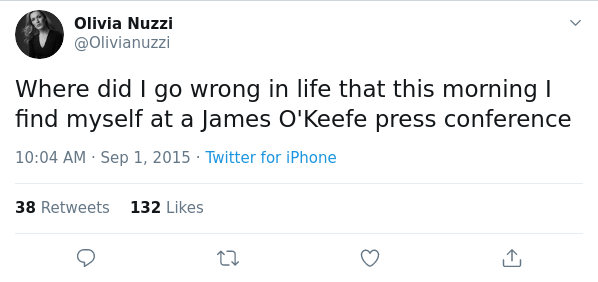 Olivia Nuzzi
@Olivianuzzi
Where did I go wrong in life that this morning I
find myself at a James O'Keefe press conference
10:04 AM · Sep 1, 2015 · Twitter for iPhone
38 Retweets 132 Likes